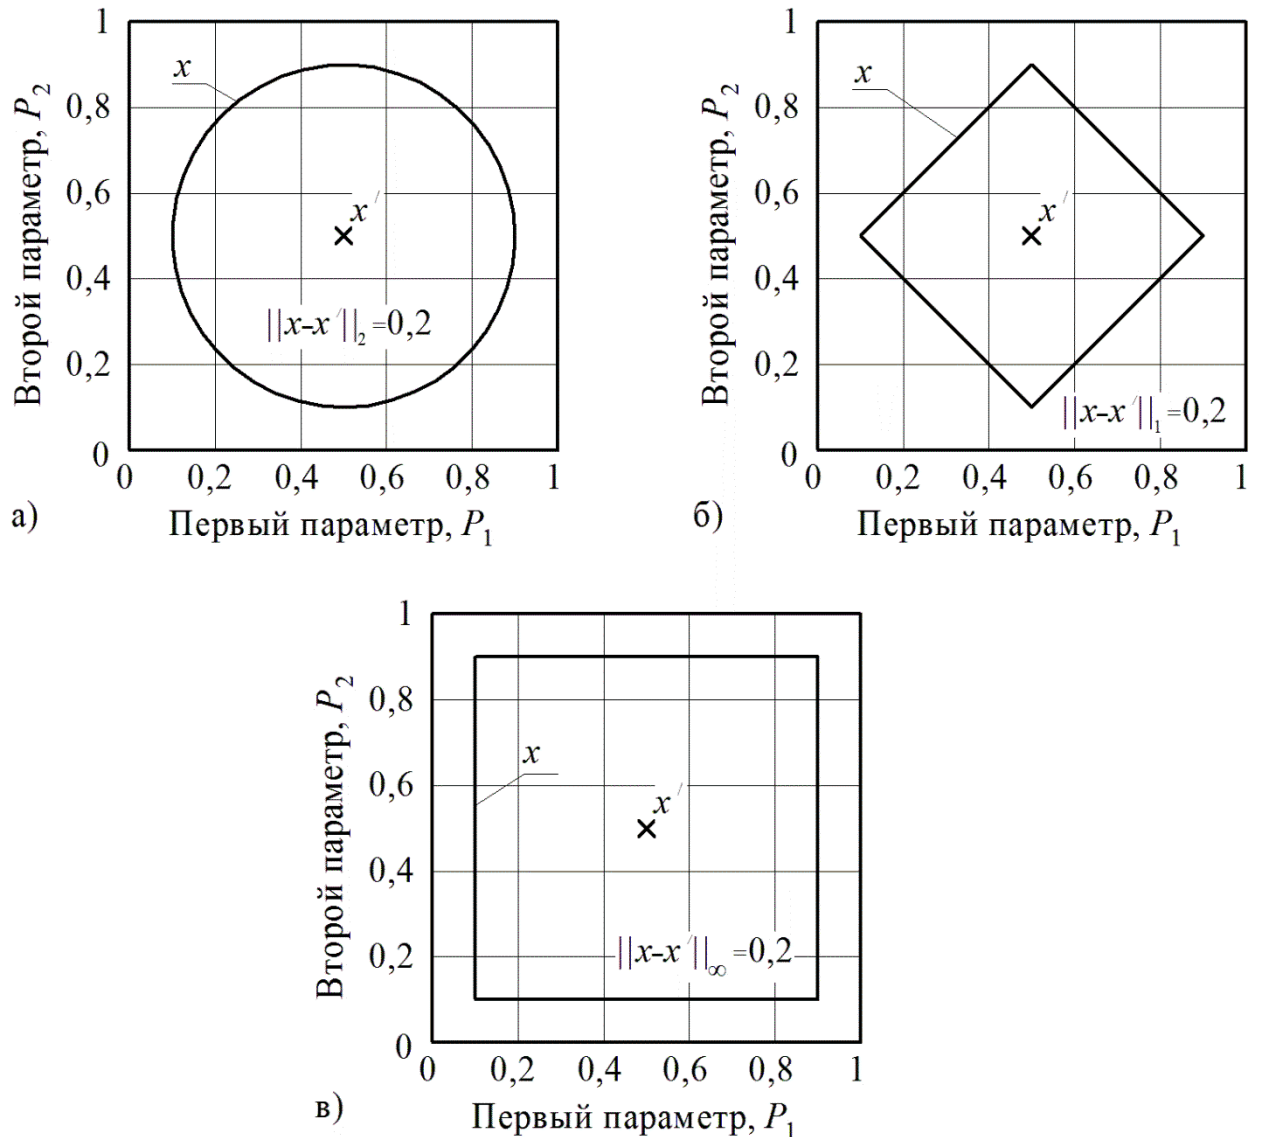 1
0,8
0,6
0,4
0,2
0
Второй параметр, P2
x
x′
||x–x′||2=0,2
0 0,2 0,4 0,6 0,8 1
Первый параметр, P1
а)
1
0,8
0,6
0,4
0,2
0
Второй параметр, P2
x
x′
||x–x′||1=0,2
0 0,2 0,4 0,6 0,8 1
Первый параметр, P1
б)
1
0,8
0,6
0,4
0,2
0
Второй параметр, P2
x
x′
||x–x′||∞=0,2
0 0,2 0,4 0,6 0,8 1
Первый параметр, P1
в)